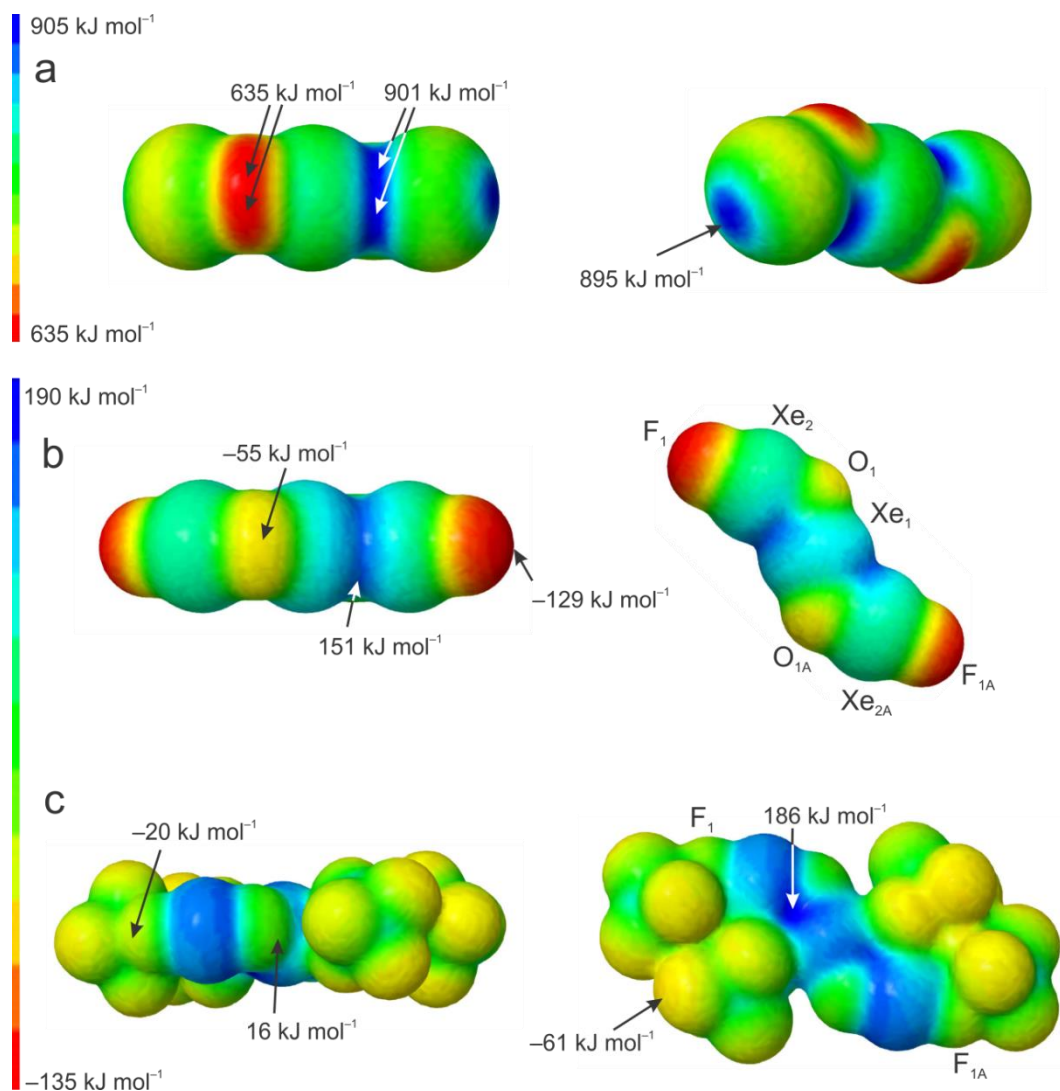 905 kJ mol⁻¹
a
635 kJ mol⁻¹
901 kJ mol⁻¹
895 kJ mol⁻¹
635 kJ mol⁻¹
190 kJ mol⁻¹
b
–55 kJ mol⁻¹
151 kJ mol⁻¹
–129 kJ mol⁻¹
F₁
Xe₂
O₁
Xe₁
O₁A
Xe₂A
F₁A
c
–20 kJ mol⁻¹
16 kJ mol⁻¹
F₁
186 kJ mol⁻¹
–61 kJ mol⁻¹
F₁A
–135 kJ mol⁻¹